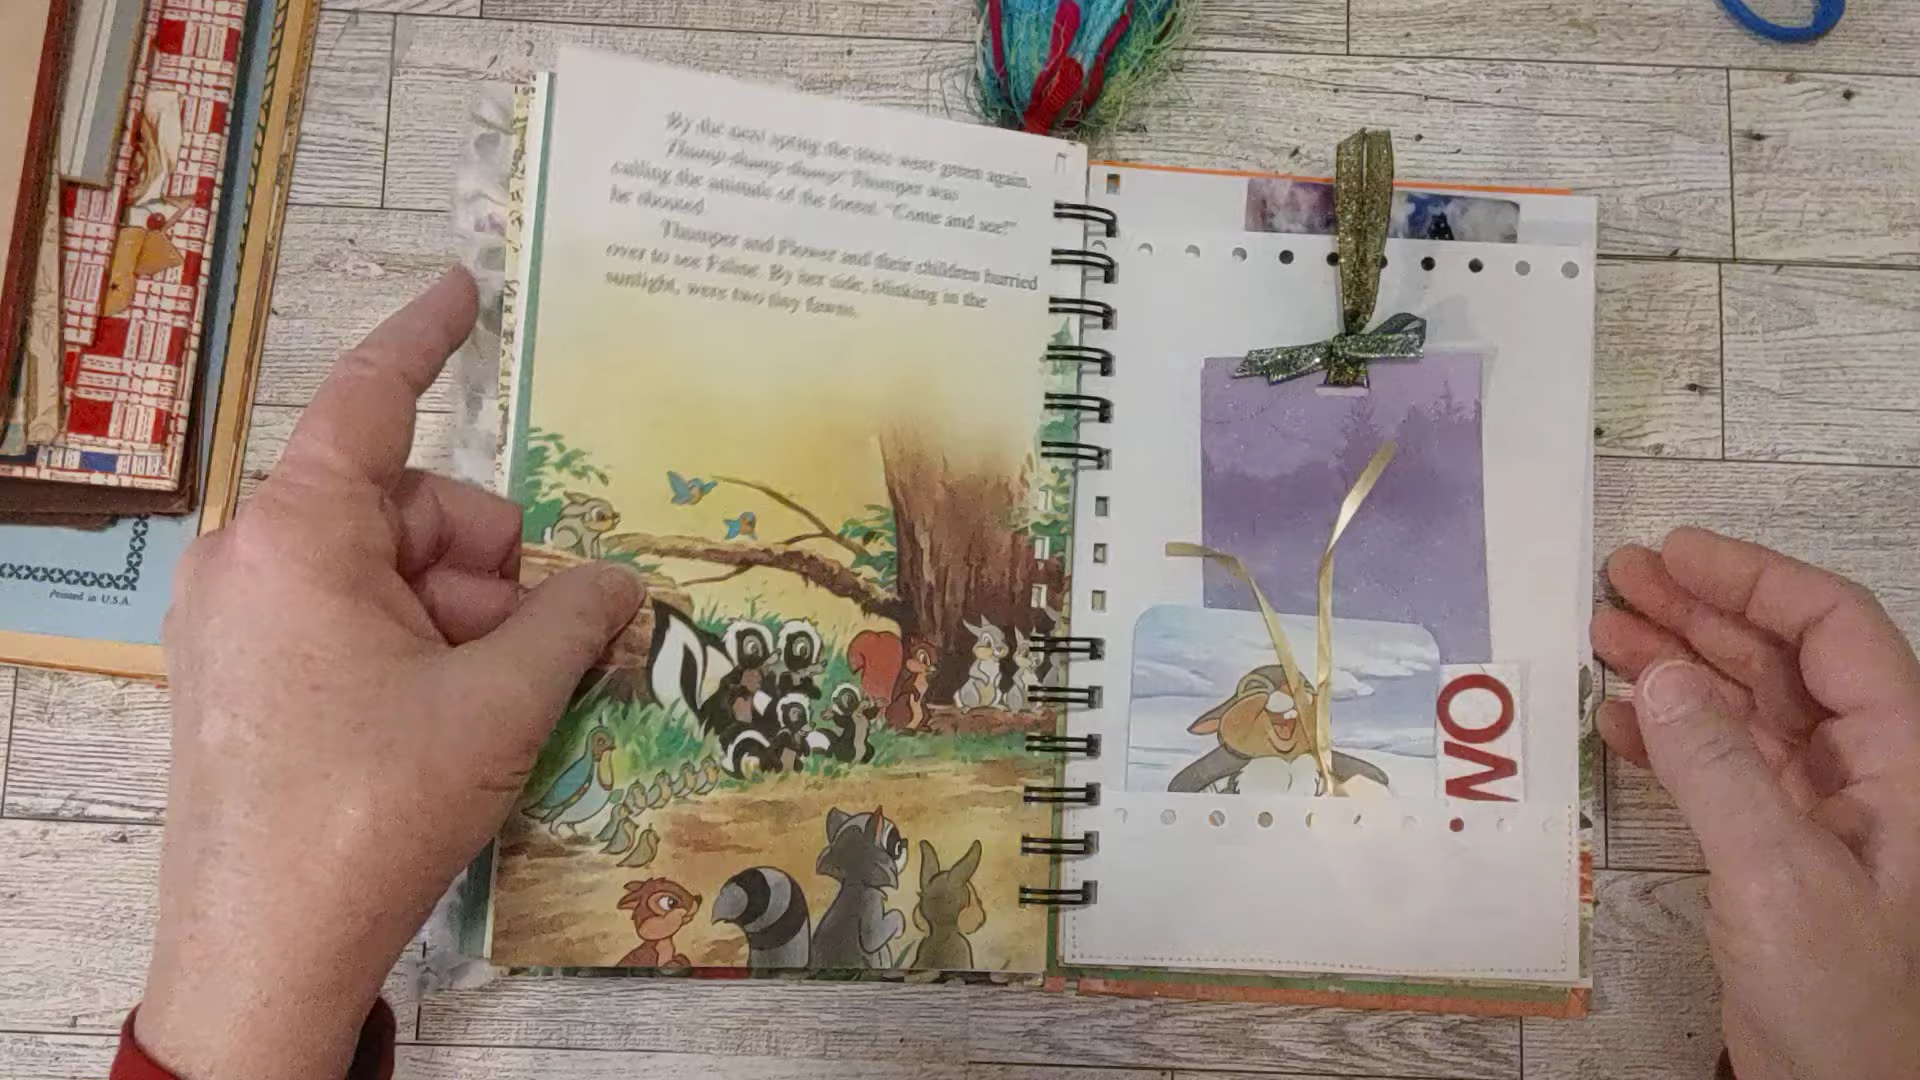 By the next spring the trees were green again.
Thump-thump-thump! Thumper was
calling the animals of the forest. "Come and see!"
he shouted.
Thumper and Flower and their children hurried
over to see Faline. By her side, blinking in the
sunlight, were two tiny fawns.
Printed in U.S.A.